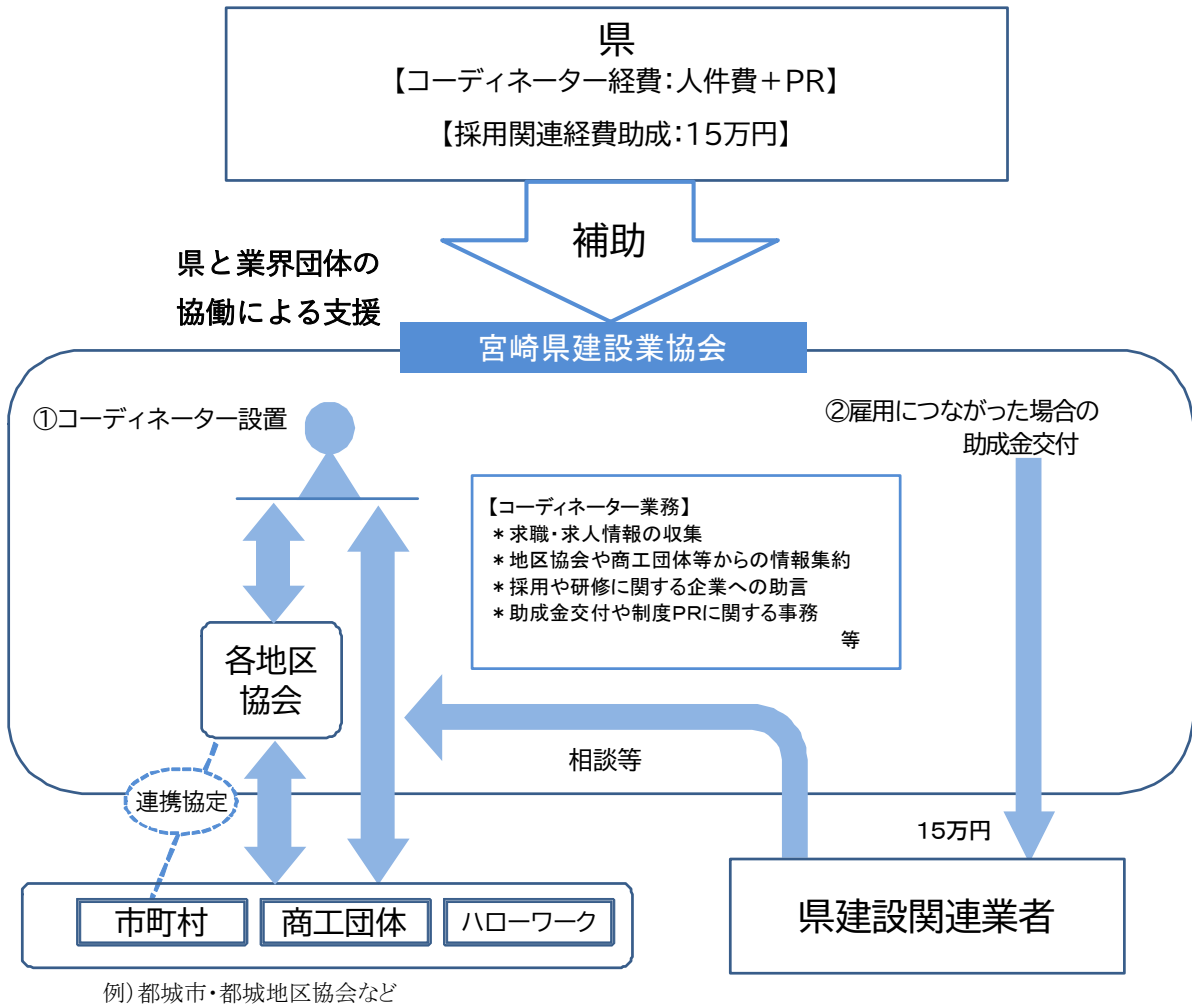 県
【コーディネーター経費：人件費＋PR】
【採用関連経費助成：15万円】
補助
県と業界団体の
協働による支援
宮崎県建設業協会
①コーディネーター設置
②雇用につながった場合の
助成金交付
【コーディネーター業務】
＊求職・求人情報の収集
＊地区協会や商工団体等からの情報集約
＊採用や研修に関する企業への助言
＊助成金交付や制度PRに関する事務
等
各地区
協会
相談等
連携協定
15万円
市町村
商工団体
ハローワーク
県建設関連業者
例）都城市・都城地区協会など